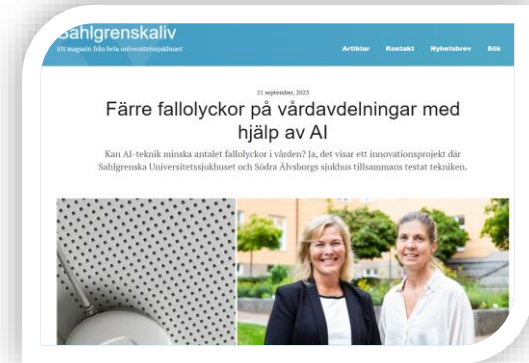 Sahlgrenskaliv
Ett magasin från hela universitetssjukhuset
Artiklar Kontakt Nyhetsbrev Sök
21 september, 2023
Färre fallolyckor på vårdavdelningar med
hjälp av AI
Kan AI-teknik minska antalet fallolyckor i vården? Ja, det visar ett innovationsprojekt där
Sahlgrenska Universitetssjukhuset och Södra Älvsborgs sjukhus tillsammans testat tekniken.